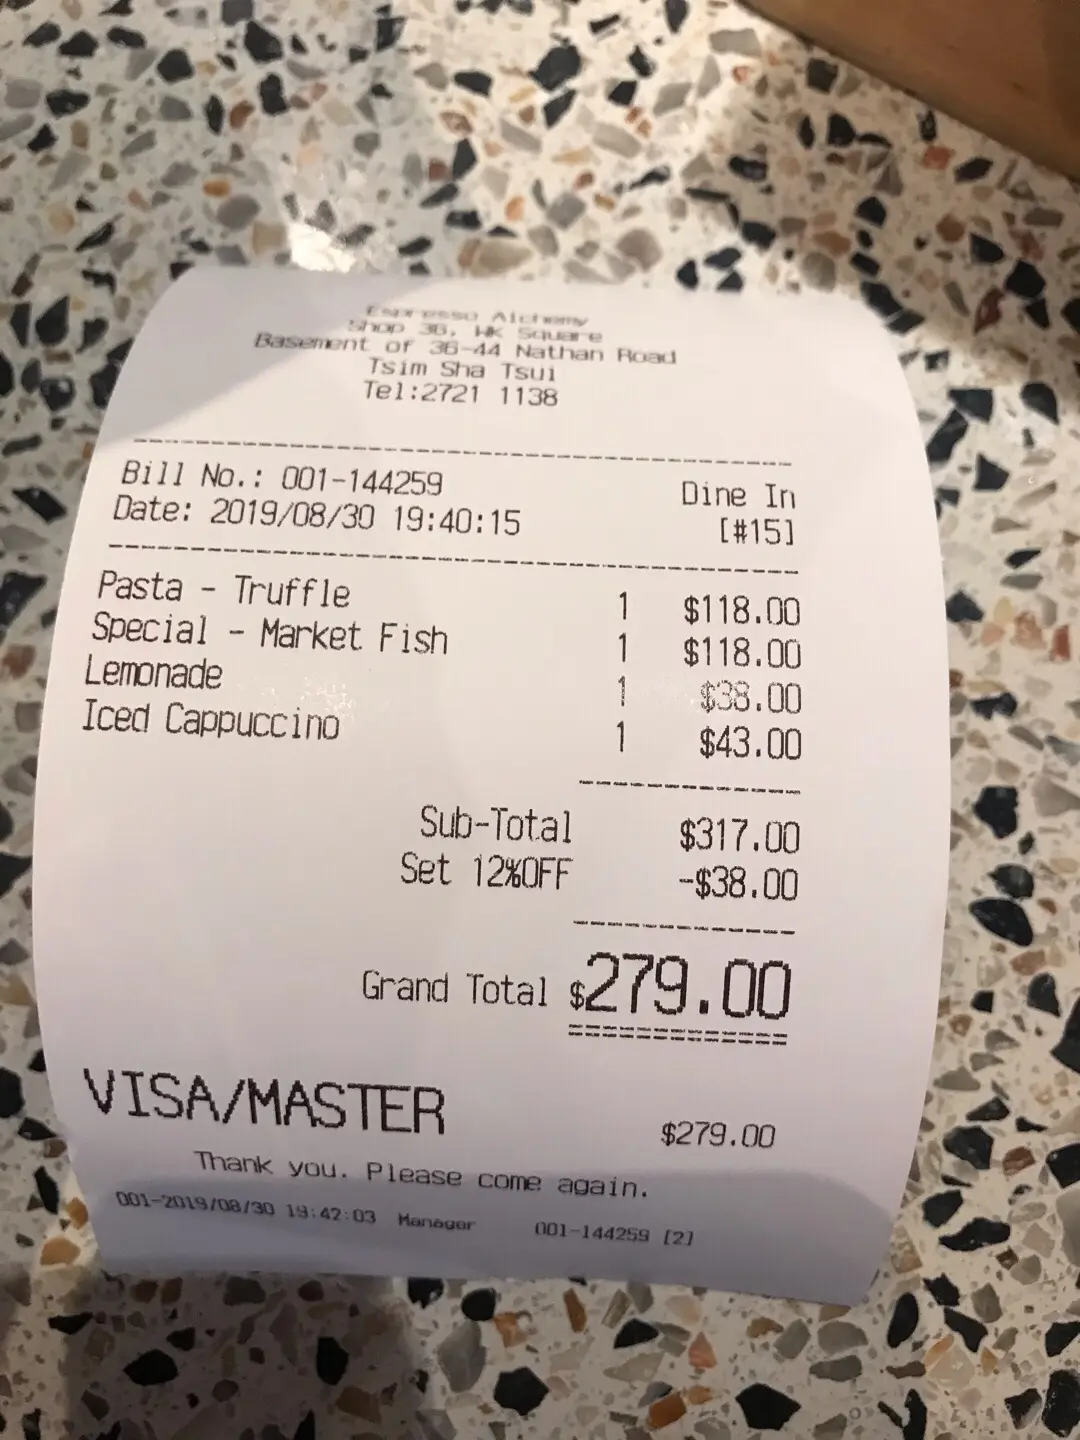 Espresso Alchemy
Shop 36, WK Square
Basement of 36-44 Nathan Road
Tsim Sha Tsui
Tel:2721 1138
Bill No.: 001-144259 Dine In
Date: 2019/08/30 19:40:15 [#15]
Pasta - Truffle 1 $118.00
Special - Market Fish 1 $118.00
Lemonade 1 $38.00
Iced Cappuccino 1 $43.00
Sub-Total $317.00
Set 12%OFF -$38.00
Grand Total $279.00
VISA/MASTER $279.00
Thank you. Please come again.
001-2019/08/30 19:42:03 Manager 001-144259 [2]